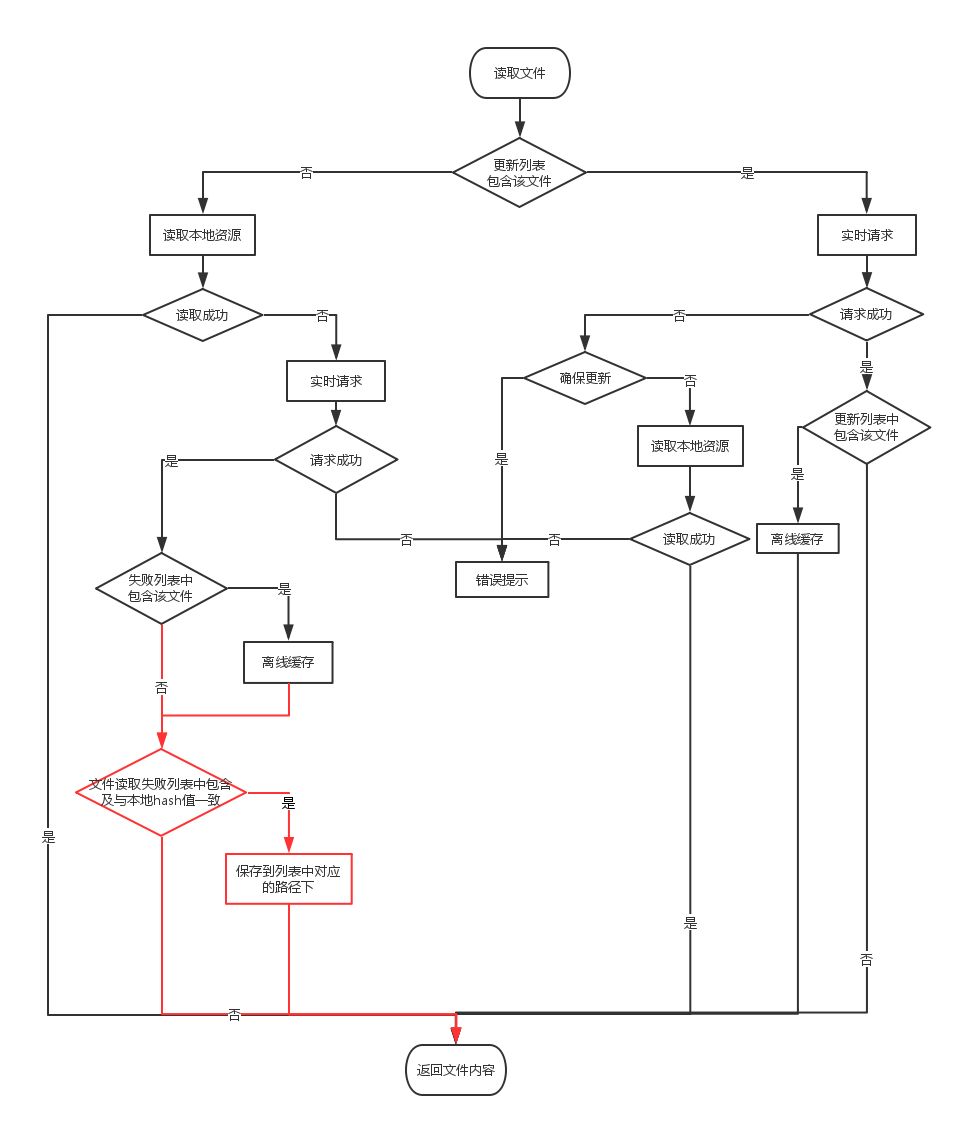 读取文件
更新列表
包含该文件
否
是
读取本地资源
实时请求
读取成功
否
否
请求成功
实时请求
确保更新
否
是
更新列表中
包含该文件
请求成功
是
是
读取本地资源
是
否
否
读取成功
离线缓存
失败列表中
包含该文件
是
错误提示
离线缓存
否
文件读取失败列表中包含
及与本地hash值一致
是
是
保存到列表中对应
的路径下
是
否
否
返回文件内容